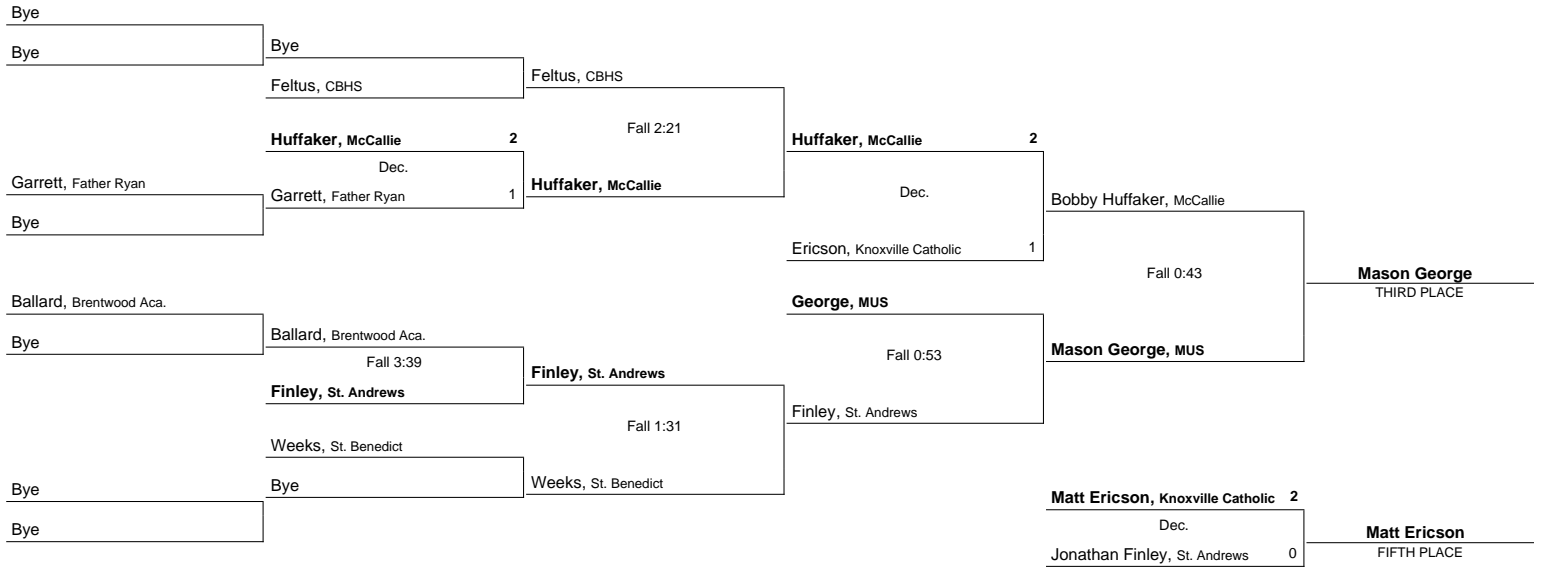 Bye
Bye
Bye
Feltus, CBHS
Feltus, CBHS
Fall 2:21
Huffaker, McCallie 2
Dec.
Garrett, Father Ryan 1
Huffaker, McCallie
Huffaker, McCallie 2
Garrett, Father Ryan
Bye
Dec.
Bobby Huffaker, McCallie
Ericson, Knoxville Catholic 1
Fall 0:43
Mason George
THIRD PLACE
Ballard, Brentwood Aca.
Bye
Ballard, Brentwood Aca.
Fall 3:39
Finley, St. Andrews
Finley, St. Andrews
George, MUS
Fall 0:53
Mason George, MUS
Finley, St. Andrews
Fall 1:31
Weeks, St. Benedict
Bye
Weeks, St. Benedict
Bye
Bye
Matt Ericson, Knoxville Catholic 2
Dec.
Jonathan Finley, St. Andrews 0
Matt Ericson
FIFTH PLACE